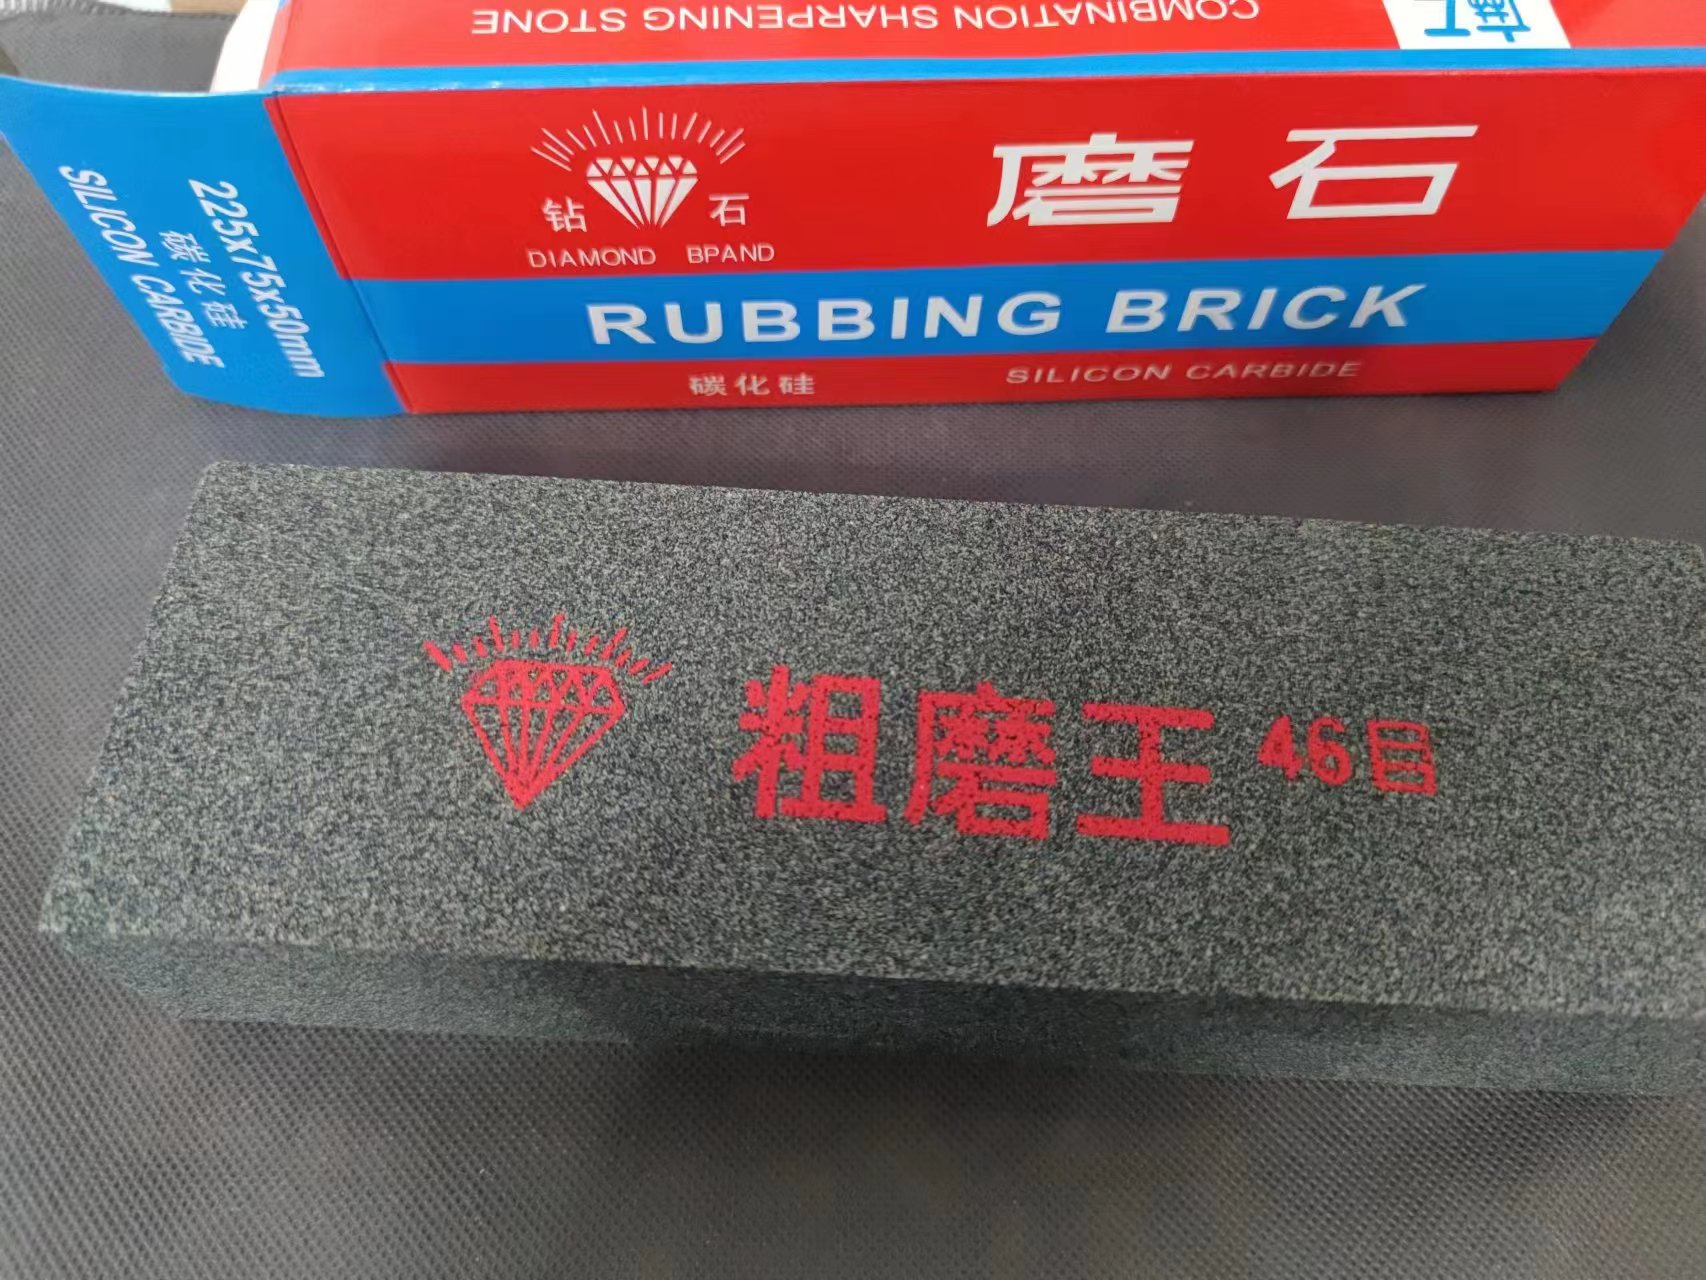 COMBINATION SHARPENING STONE
钻 石
DIAMOND BPAND
磨 石
RUBBING BRICK
碳化硅
SILICON CARBIDE
225x75x50mm
碳化硅
SILICON CARBIDE
粗磨王 46目